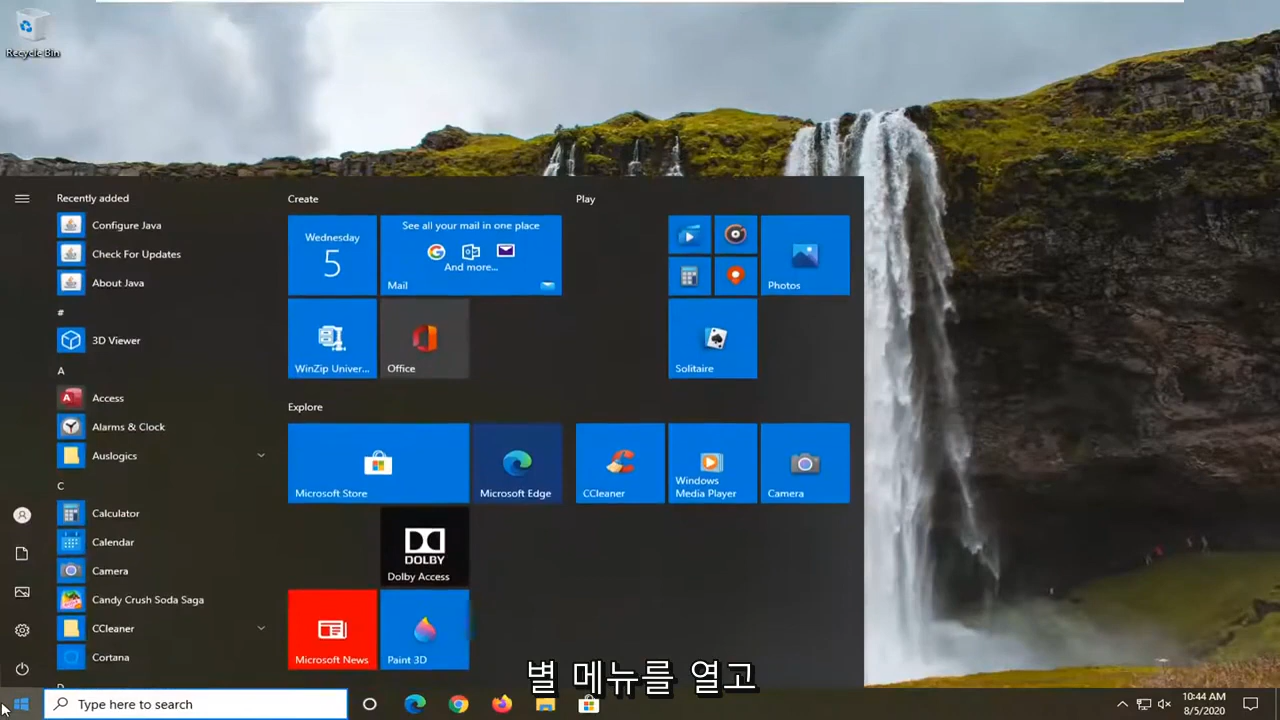 Recycle Bin
Recently added
Configure Java
Check For Updates
About Java
#
3D Viewer
A
Access
Alarms & Clock
Auslogics
C
Calculator
Calendar
Camera
Candy Crush Soda Saga
CCleaner
Cortana
Create
Wednesday
5
See all your mail in one place
And more...
Mail
WinZip Univer...
Office
Explore
Microsoft Store
Microsoft Edge
DOLBY
Dolby Access
Microsoft News
Paint 3D
Play
Photos
Solitaire
CCleaner
Windows
Media Player
Camera
별 메뉴를 열고
Type here to search
10:44 AM
8/5/2020